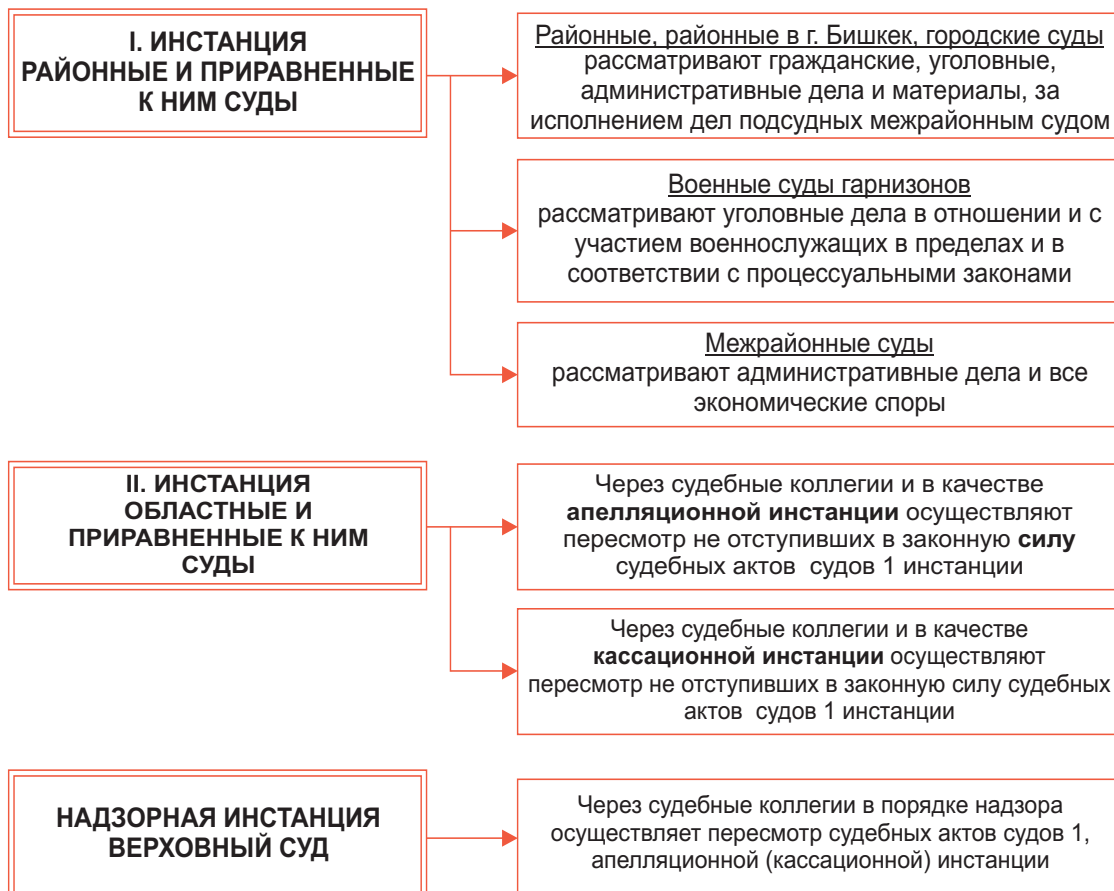 I. ИНСТАНЦИЯ
РАЙОННЫЕ И ПРИРАВНЕННЫЕ
К НИМ СУДЫ
Районные, районные в г. Бишкек, городские суды
рассматривают гражданские, уголовные,
административные дела и материалы, за
исполнением дел подсудных межрайонным судом
Военные суды гарнизонов
рассматривают уголовные дела в отношении и с
участием военнослужащих в пределах и в
соответствии с процессуальными законами
Межрайонные суды
рассматривают административные дела и все
экономические споры
II. ИНСТАНЦИЯ
ОБЛАСТНЫЕ И
ПРИРАВНЕННЫЕ К НИМ
СУДЫ
Через судебные коллегии и в качестве
апелляционной инстанции осуществляют
пересмотр не отступивших в законную силу
судебных актов судов 1 инстанции
Через судебные коллегии и в качестве
кассационной инстанции осуществляют
пересмотр не отступивших в законную силу судебных
актов судов 1 инстанции
НАДЗОРНАЯ ИНСТАНЦИЯ
ВЕРХОВНЫЙ СУД
Через судебные коллегии в порядке надзора
осуществляет пересмотр судебных актов судов 1,
апелляционной (кассационной) инстанции